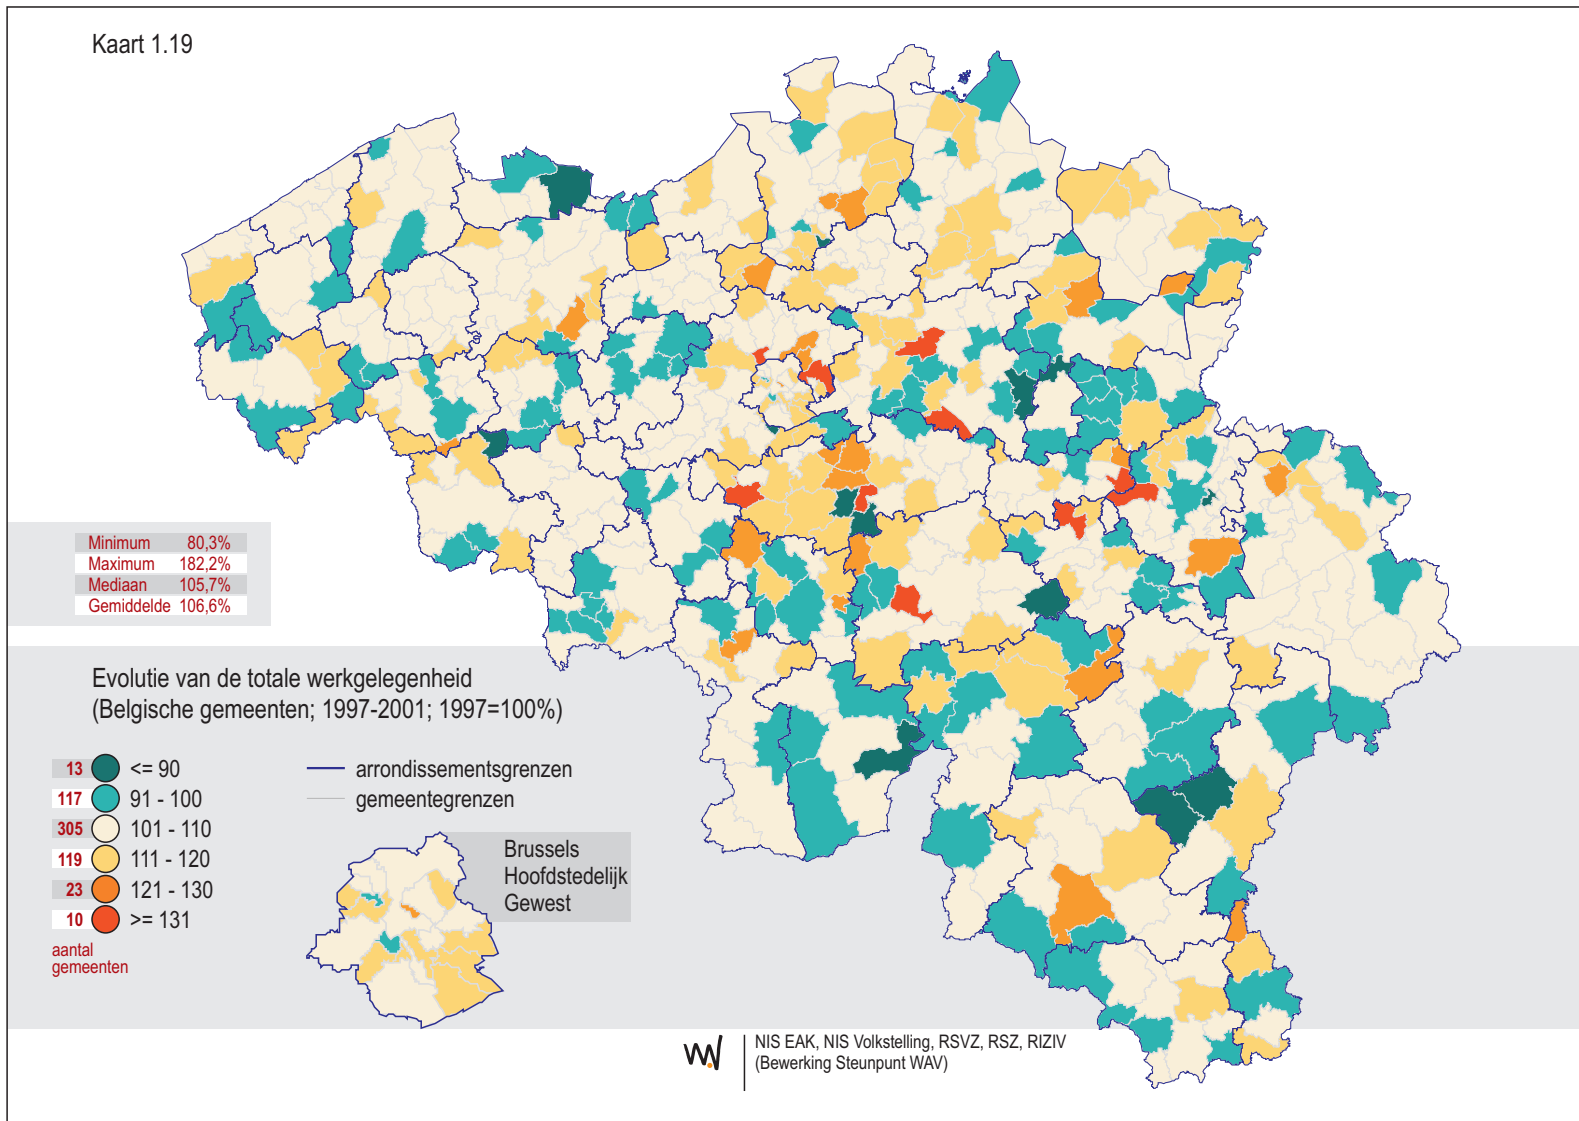 Kaart 1.19
Minimum 80,3%
Maximum 182,2%
Mediaan 105,7%
Gemiddelde 106,6%
Evolutie van de totale werkgelegenheid
(Belgische gemeenten; 1997-2001; 1997=100%)
13 <= 90
117 91 - 100
305 101 - 110
119 111 - 120
23 121 - 130
10 >= 131
aantal
gemeenten
arrondissementsgrenzen
gemeentegrenzen
Brussels
Hoofdstedelijk
Gewest
NIS EAK, NIS Volkstelling, RSVZ, RSZ, RIZIV
(Bewerking Steunpunt WAV)